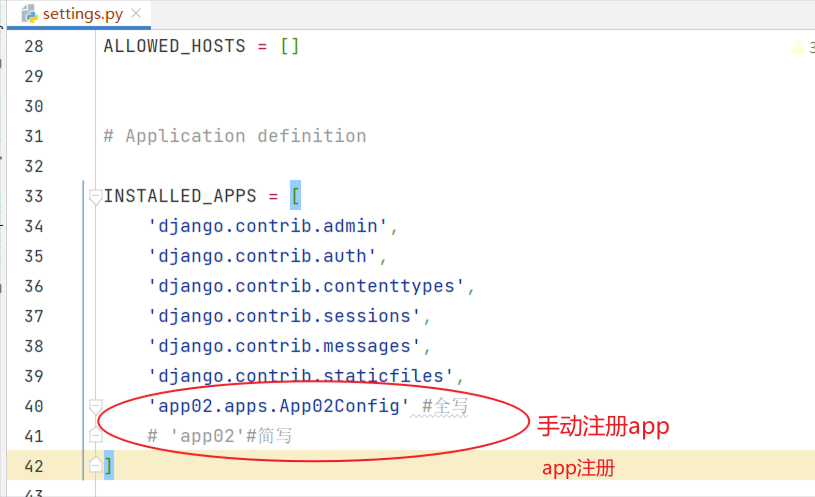 settings.py
28 ALLOWED_HOSTS = []
3
29
30
31 # Application definition
32
33 INSTALLED_APPS = [
34 'django.contrib.admin',
35 'django.contrib.auth',
36 'django.contrib.contenttypes',
37 'django.contrib.sessions',
38 'django.contrib.messages',
39 'django.contrib.staticfiles',
40 'app02.apps.App02Config' #全写
手动注册app
41 # 'app02'#简写
42 ]
app注册
43